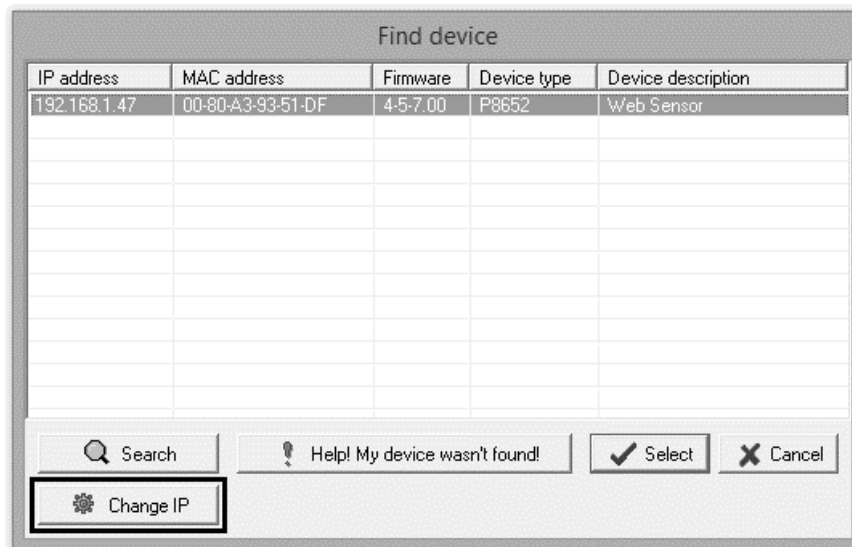 Find device
IP address MAC address Firmware Device type Device description
192.168.1.47 00-80-A3-93-51-DF 4-5-7.00 P8652 Web Sensor
Search Help! My device wasn't found! Select Cancel
Change IP